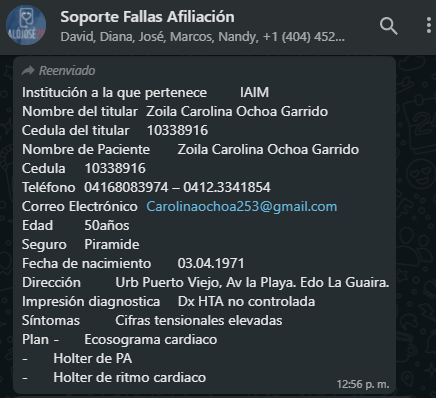 Soporte Fallas Afiliación
David, Diana, José, Marcos, Nandy, +1 (404) 452...
Reenviado
Institución a la que pertenece IAIM
Nombre del titular Zoila Carolina Ochoa Garrido
Cedula del titular 10338916
Nombre de Paciente Zoila Carolina Ochoa Garrido
Cedula 10338916
Teléfono 04168083974 – 0412.3341854
Correo Electrónico Carolinaochoa253@gmail.com
Edad 50años
Seguro Piramide
Fecha de nacimiento 03.04.1971
Dirección Urb Puerto Viejo, Av la Playa. Edo La Guaira.
Impresión diagnostica Dx HTA no controlada
Síntomas Cifras tensionales elevadas
Plan - Ecosograma cardiaco
- Holter de PA
- Holter de ritmo cardiaco
12:56 p. m.